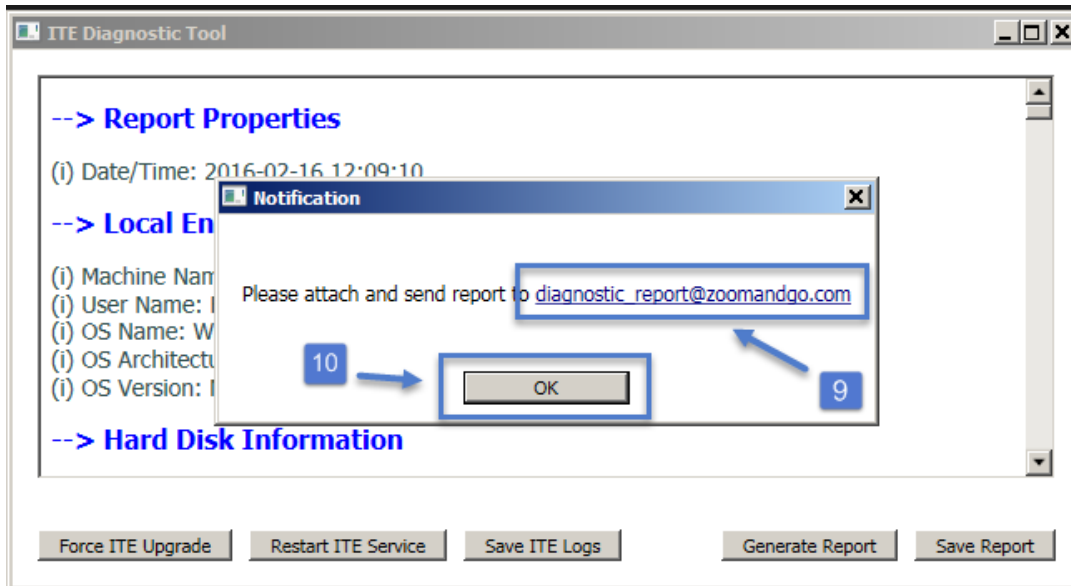 ITE Diagnostic Tool
--> Report Properties
(i) Date/Time: 2016-02-16 12:09:10
Notification
--> Local En
(i) Machine Nam
Please attach and send report to diagnostic_report@zoomandgo.com
(i) User Name:
(i) OS Name: W
(i) OS Architectu
10
OK
9
(i) OS Version:
--> Hard Disk Information
Force ITE Upgrade Restart ITE Service Save ITE Logs Generate Report Save Report